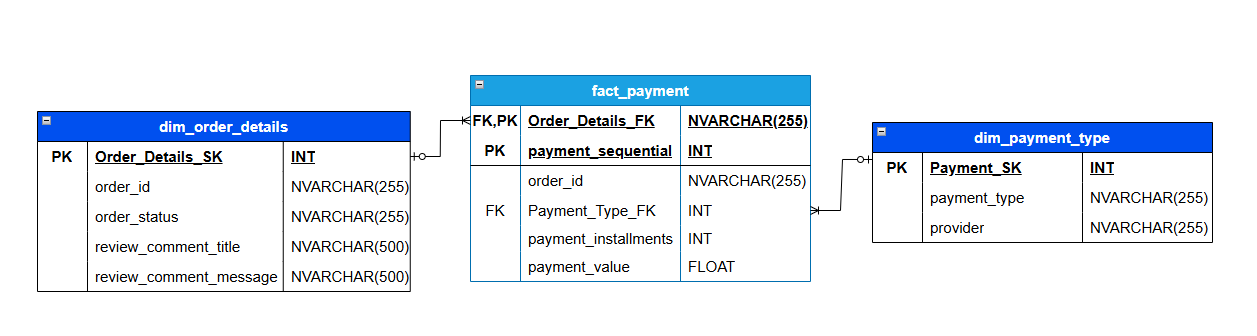 dim_order_details
PK Order_Details_SK INT
order_id NVARCHAR(255)
order_status NVARCHAR(255)
review_comment_title NVARCHAR(500)
review_comment_message NVARCHAR(500)
fact_payment
FK,PK Order_Details_FK NVARCHAR(255)
PK payment_sequential INT
order_id NVARCHAR(255)
FK Payment_Type_FK INT
payment_installments INT
payment_value FLOAT
dim_payment_type
PK Payment_SK INT
payment_type NVARCHAR(255)
provider NVARCHAR(255)